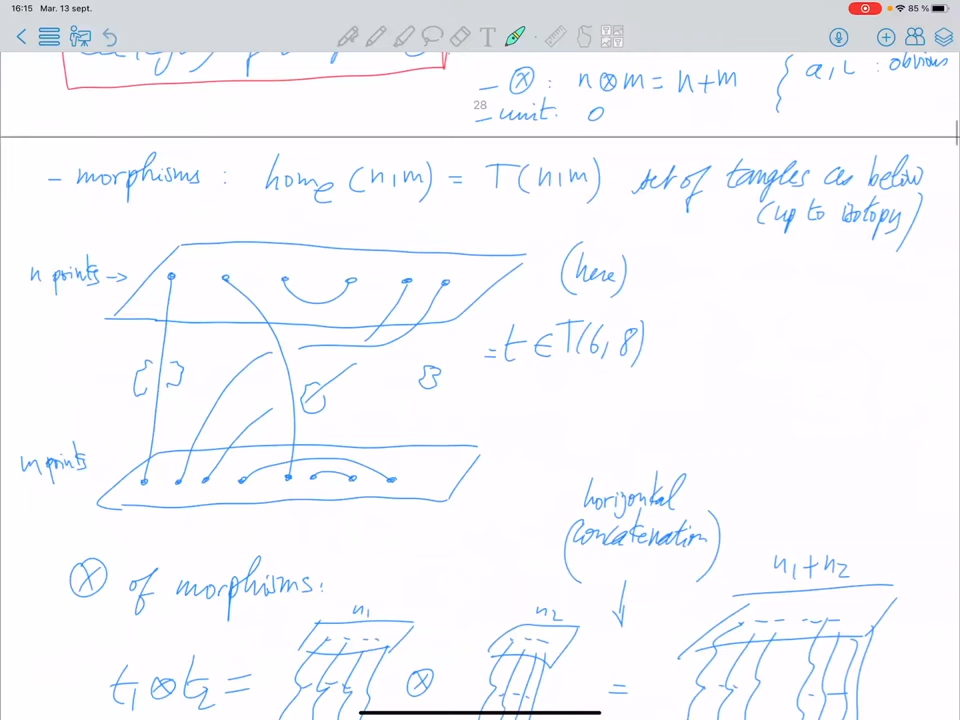 16:15 Mar. 13 sept.
85 %
- ⊗ : n⊗m = n+m { a, L : obvious
28
- unit: 0
- morphisms : hom_C (n,m) = T(n,m) set of tangles as below
(up to isotopy)
n points →
(here)
= t ∈ T(6, 8)
m points
horizontal
(concatenation)
⊗ of morphisms:
n₁ n₂ n₁+n₂
t₁ ⊗ t₂ = ⊗ =